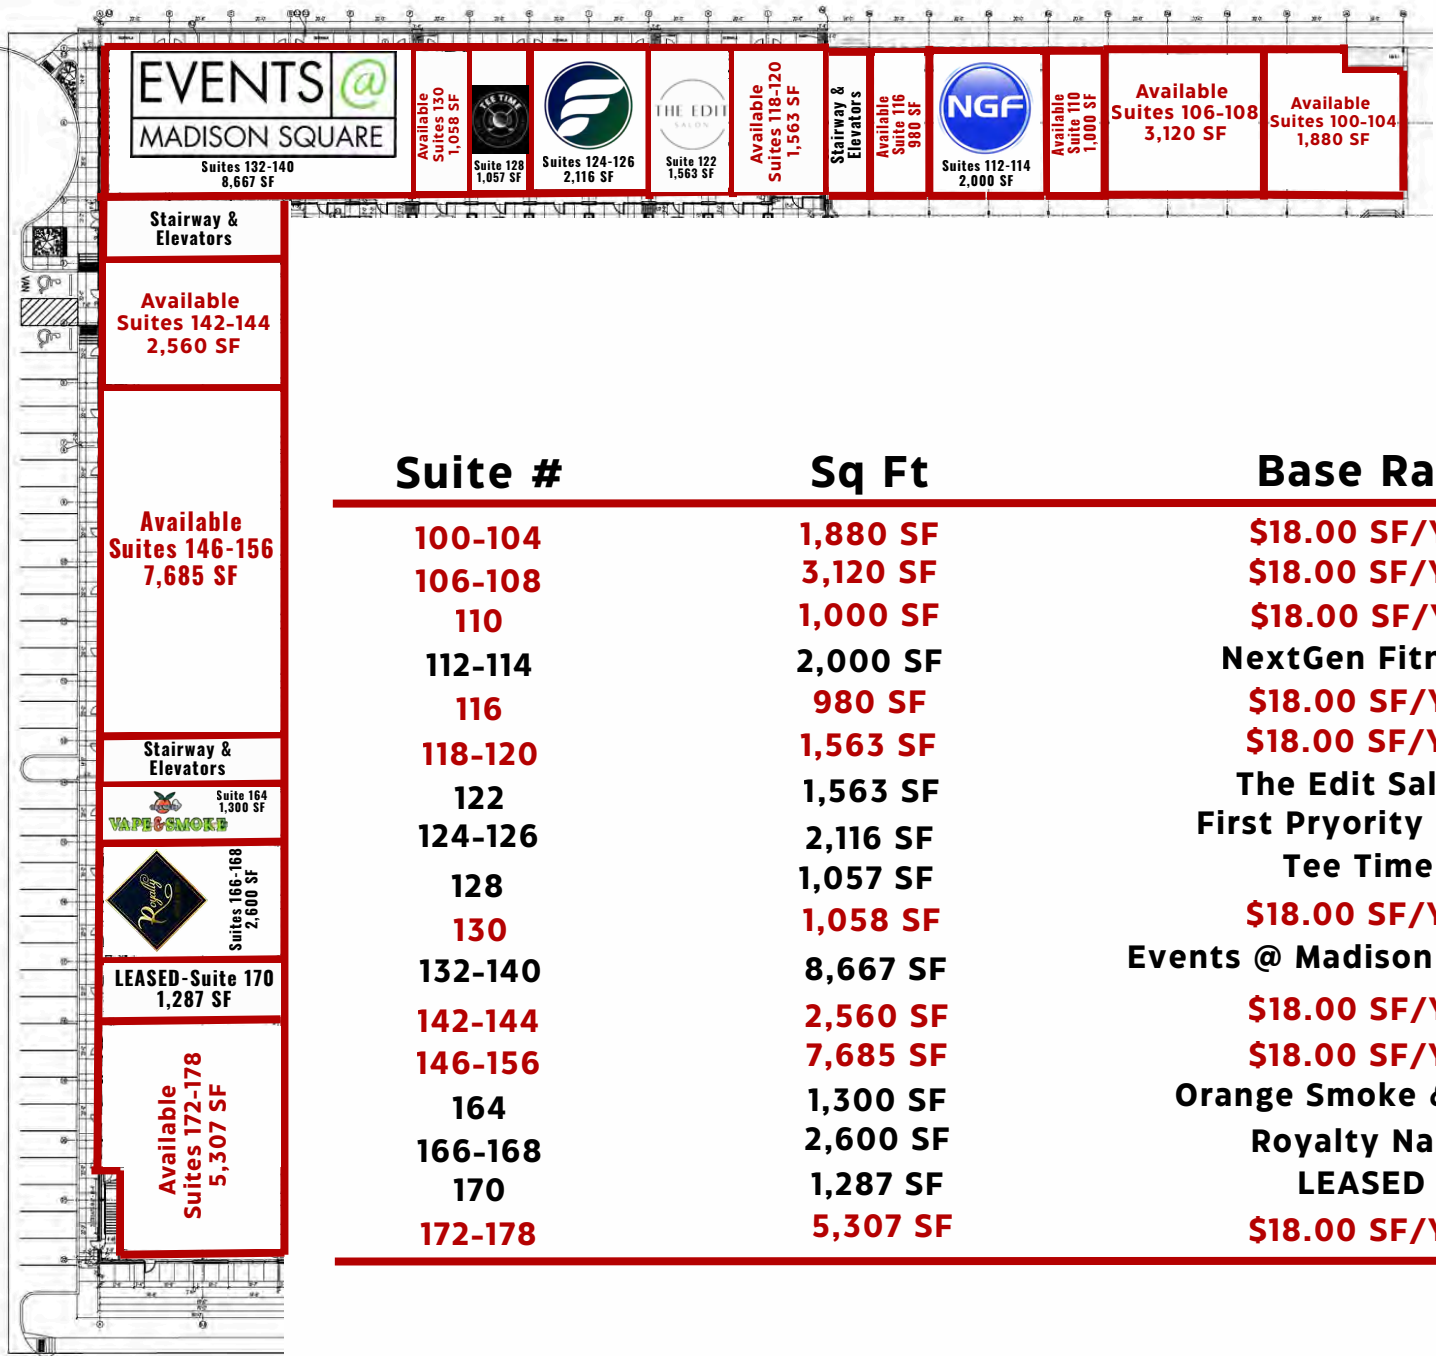 EVENTS @
MADISON SQUARE
Suites 132-140
8,667 SF
Available
Suites 130
1,058 SF
TEE TIME
Suite 128
1,057 SF
Suites 124-126
2,116 SF
THE EDIT
SALON
Suite 122
1,563 SF
Available
Suites 118-120
1,563 SF
Stairway &
Elevators
Available
Suite 116
980 SF
NGF
Suites 112-114
2,000 SF
Available
Suite 110
1,000 SF
Available
Suites 106-108
3,120 SF
Available
Suites 100-104
1,880 SF
Stairway &
Elevators
VAN
Available
Suites 142-144
2,560 SF
Available
Suites 146-156
7,685 SF
Stairway &
Elevators
Suite 164
1,300 SF
VAPE & SMOKE
Royalty
Suites 166-168
2,600 SF
LEASED-Suite 170
1,287 SF
Available
Suites 172-178
5,307 SF
Suite # Sq Ft Base Ra
100-104 1,880 SF $18.00 SF/Y
106-108 3,120 SF $18.00 SF/Y
110 1,000 SF $18.00 SF/Y
112-114 2,000 SF NextGen Fitn
116 980 SF $18.00 SF/Y
118-120 1,563 SF $18.00 SF/Y
122 1,563 SF The Edit Sal
124-126 2,116 SF First Pryority
128 1,057 SF Tee Time
130 1,058 SF $18.00 SF/Y
132-140 8,667 SF Events @ Madison
142-144 2,560 SF $18.00 SF/Y
146-156 7,685 SF $18.00 SF/Y
164 1,300 SF Orange Smoke &
166-168 2,600 SF Royalty Na
170 1,287 SF LEASED
172-178 5,307 SF $18.00 SF/Y